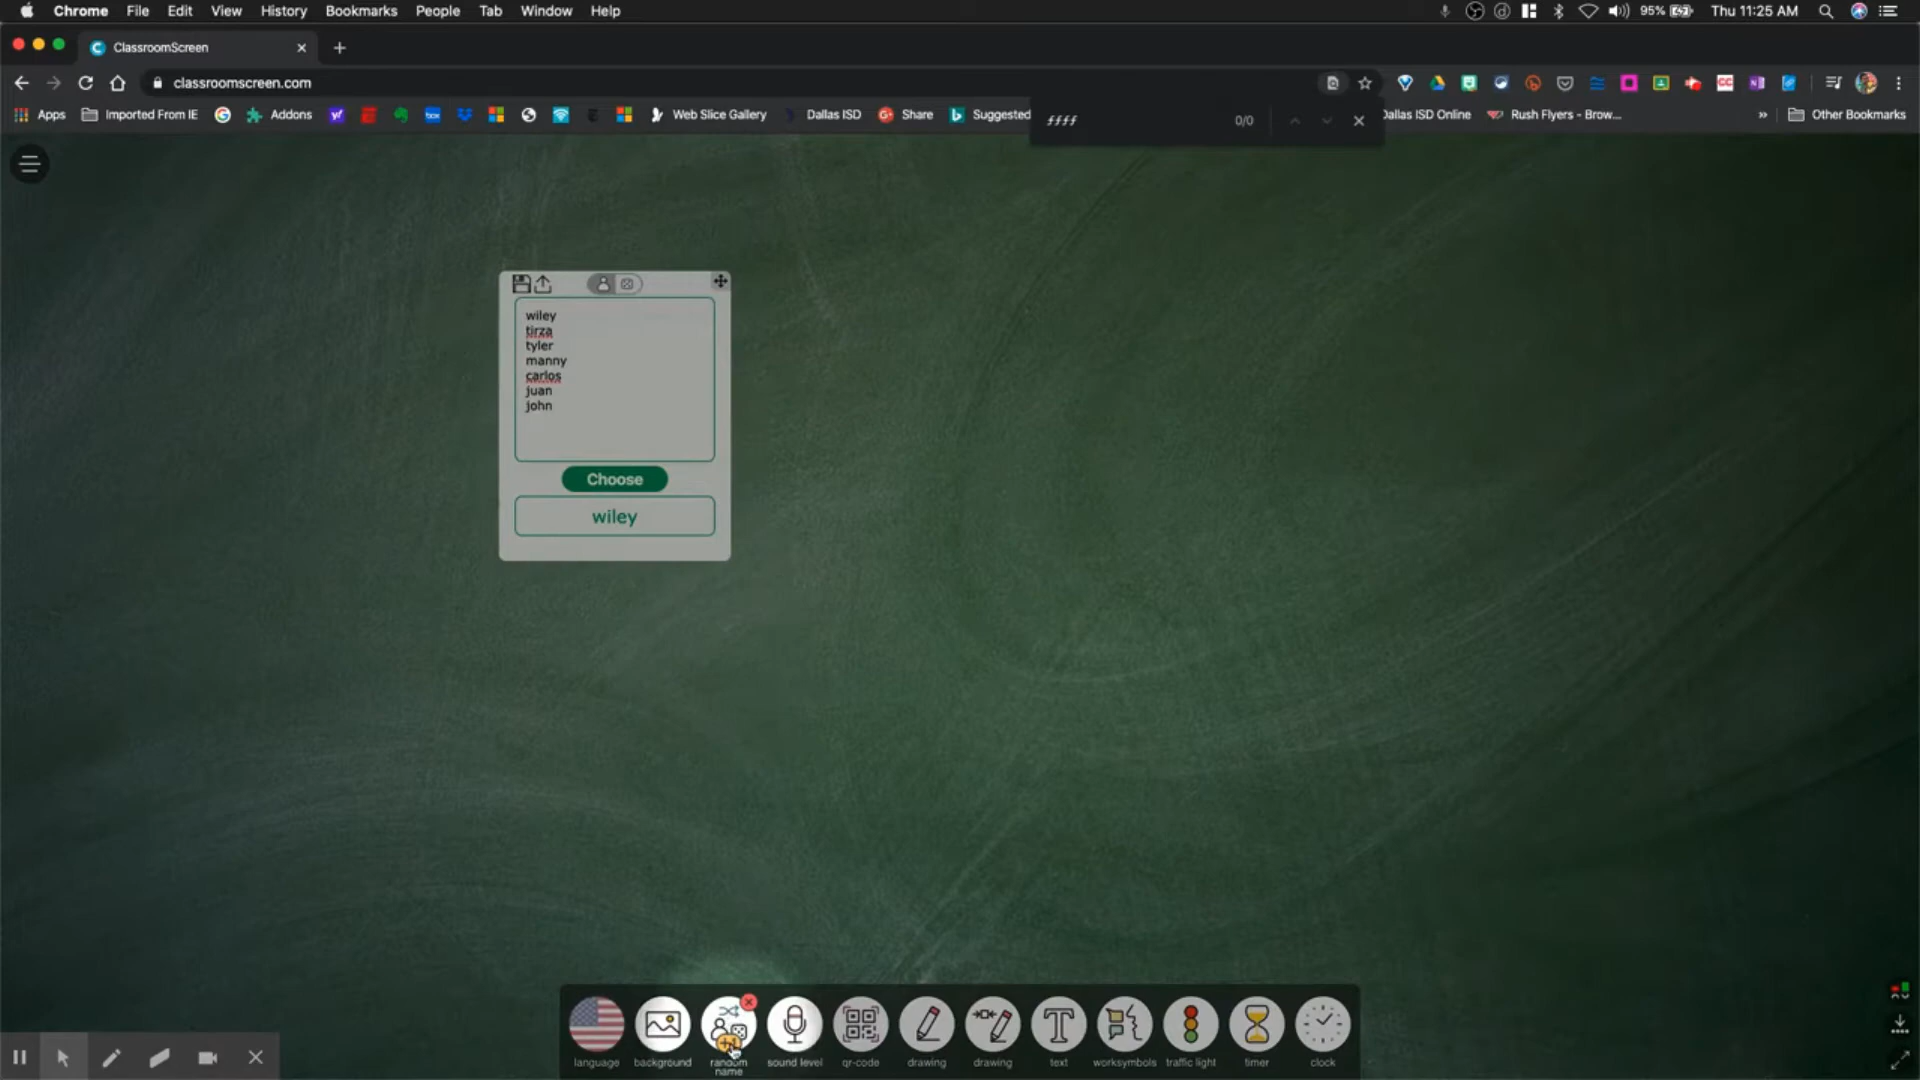 Chrome File Edit View History Bookmarks People Tab Window Help 95% Thu 11:25 AM
ClassroomScreen
classroomscreen.com
Apps Imported From IE Addons Web Slice Gallery Dallas ISD Share Suggested Dallas ISD Online Rush Flyers - Brow... » Other Bookmarks
ffff 0/0
wiley
tirza
tyler
manny
carlos
juan
john
Choose
wiley
language background random name sound level qr-code drawing drawing text worksymbols traffic light timer clock